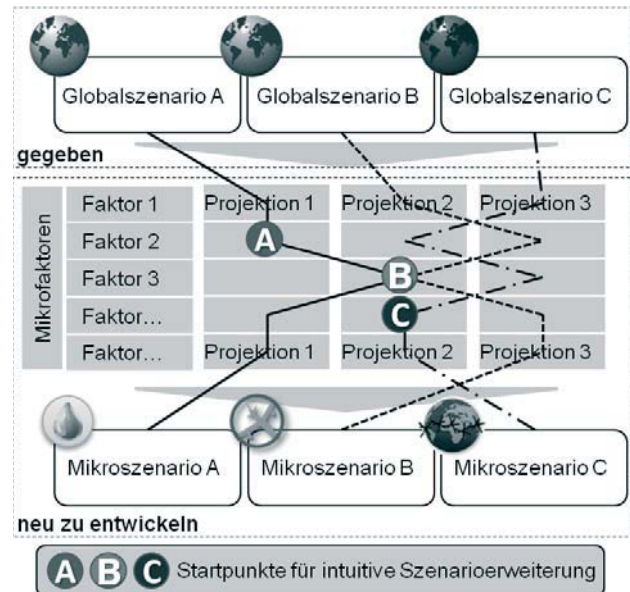 Globalszenario A
Globalszenario B
Globalszenario C
gegeben
Mikrofaktoren
Faktor 1
Projektion 1
Projektion 2
Projektion 3
Faktor 2
A
Faktor 3
B
Faktor...
C
Faktor...
Projektion 1
Projektion 2
Projektion 3
Mikroszenario A
Mikroszenario B
Mikroszenario C
neu zu entwickeln
A B C Startpunkte für intuitive Szenarioerweiterung